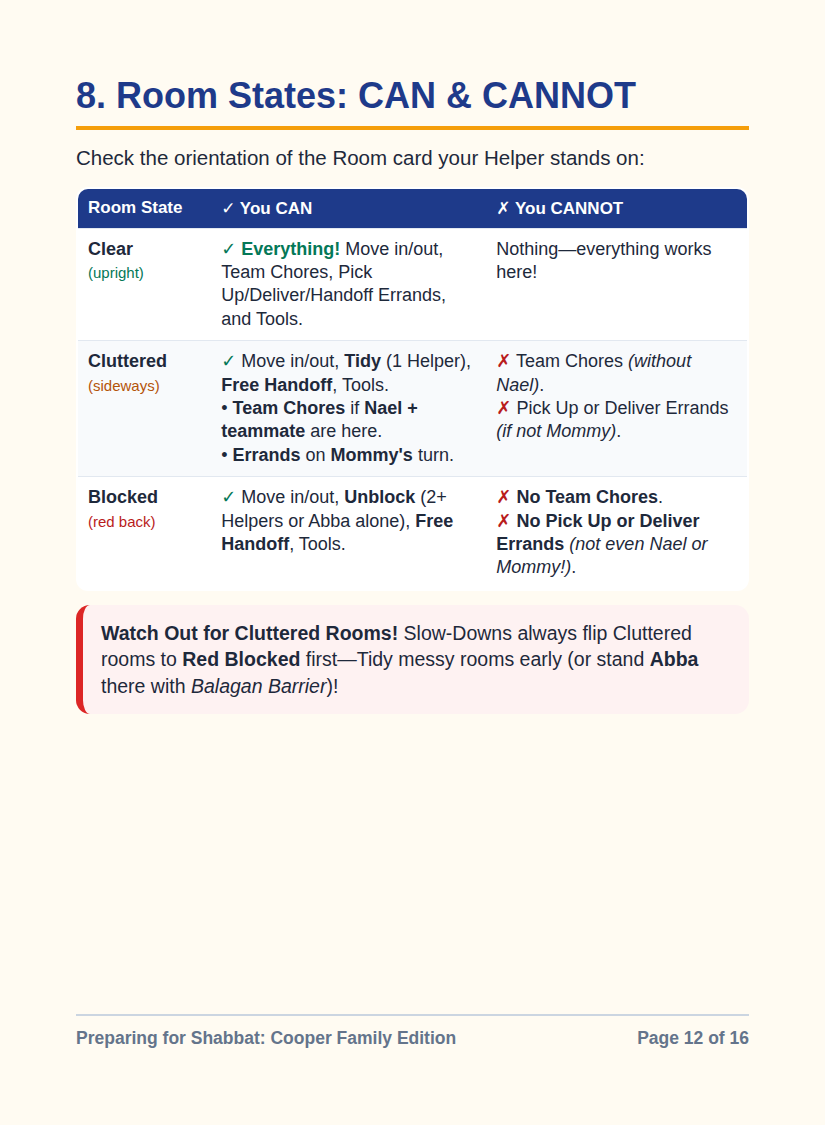 8. Room States: CAN & CANNOT
Check the orientation of the Room card your Helper stands on:
Room State
✓ You CAN
✗ You CANNOT
Clear
(upright)
✓ Everything! Move in/out,
Team Chores, Pick
Up/Deliver/Handoff Errands,
and Tools.
Nothing—everything works
here!
Cluttered
(sideways)
✓ Move in/out, Tidy (1 Helper),
Free Handoff, Tools.
• Team Chores if Nael +
teammate are here.
• Errands on Mommy's turn.
✗ Team Chores (without
Nael).
✗ Pick Up or Deliver Errands
(if not Mommy).
Blocked
(red back)
✓ Move in/out, Unblock (2+
Helpers or Abba alone), Free
Handoff, Tools.
✗ No Team Chores.
✗ No Pick Up or Deliver
Errands (not even Nael or
Mommy!).
Watch Out for Cluttered Rooms! Slow-Downs always flip Cluttered
rooms to Red Blocked first—Tidy messy rooms early (or stand Abba
there with Balagan Barrier)!
Preparing for Shabbat: Cooper Family Edition
Page 12 of 16